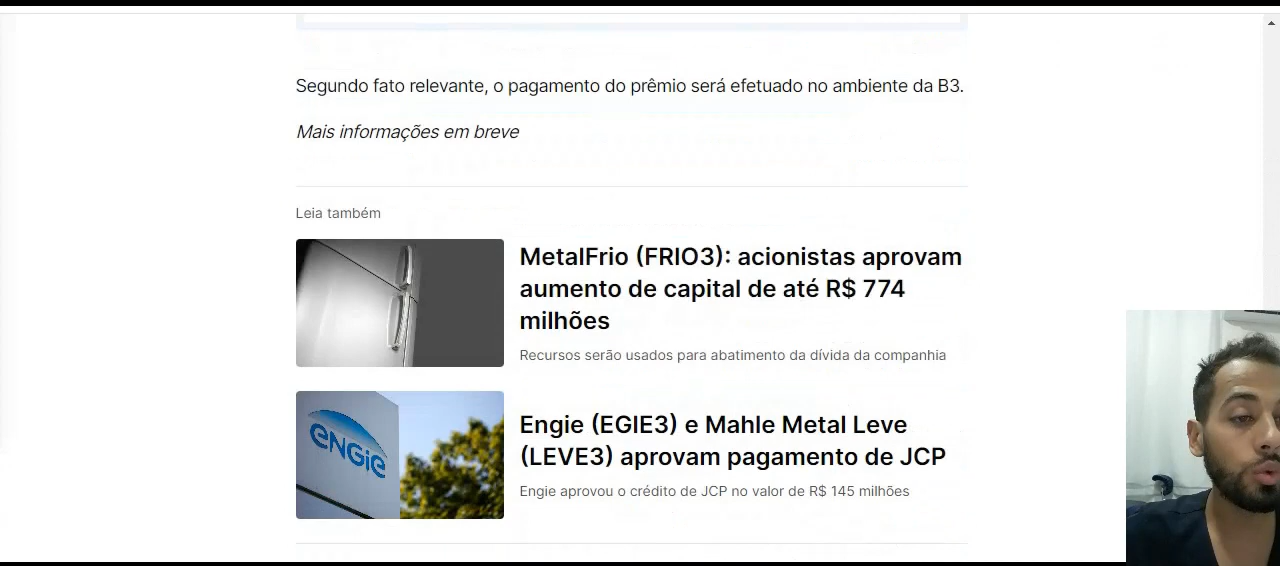 Segundo fato relevante, o pagamento do prêmio será efetuado no ambiente da B3.
Mais informações em breve
Leia também
MetalFrio (FRIO3): acionistas aprovam
aumento de capital de até R$ 774
milhões
Recursos serão usados para abatimento da dívida da companhia
ENGIE
Engie (EGIE3) e Mahle Metal Leve
(LEVE3) aprovam pagamento de JCP
Engie aprovou o crédito de JCP no valor de R$ 145 milhões